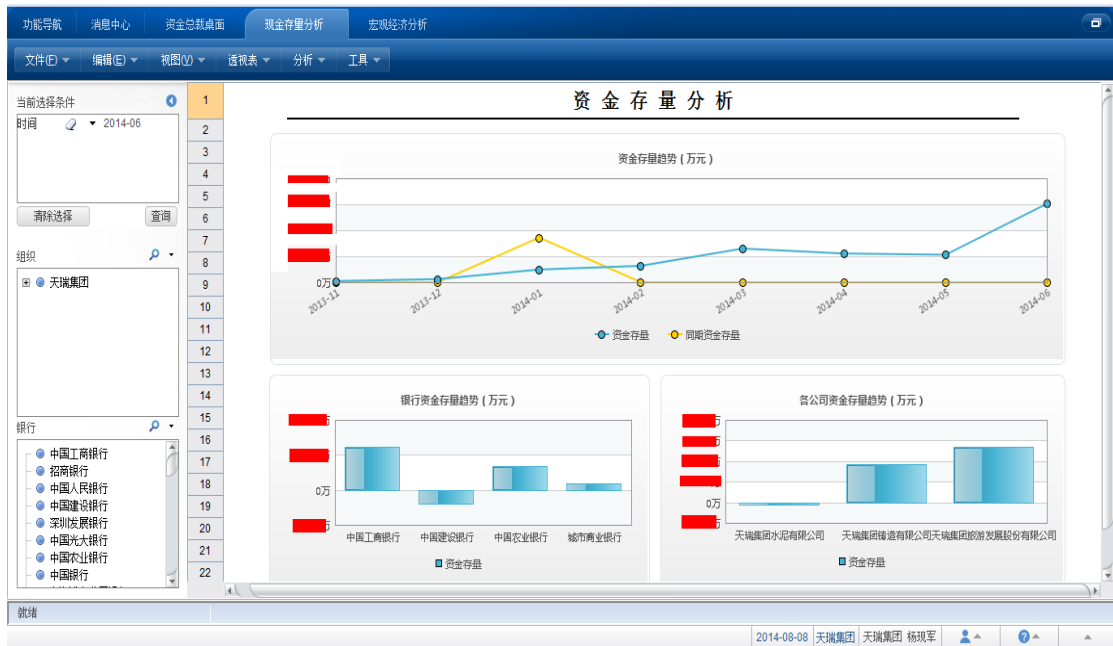 功能导航 消息中心 资金总裁桌面 现金存量分析 宏观经济分析
文件(E) 编辑(E) 视图(V) 透视表 分析 工具
当前选择条件
时间 2014-06
清除选择 查询
组织
天瑞集团
银行
中国工商银行
招商银行
中国人民银行
中国建设银行
深圳发展银行
中国光大银行
中国农业银行
中国银行
1
2
3
4
5
6
7
8
9
10
11
12
13
14
15
16
17
18
19
20
21
22
资金存量分析
资金存量趋势(万元)
0万
2013-11 2013-12 2014-01 2014-02 2014-03 2014-04 2014-05 2014-06
资金存量 同期资金存量
银行资金存量趋势(万元)
0万
中国工商银行 中国建设银行 中国农业银行 城市商业银行
资金存量
各公司资金存量趋势(万元)
0万
天瑞集团水泥有限公司 天瑞集团铸造有限公司 天瑞集团旅游发展股份有限公司
资金存量
就绪
2014-08-08 天瑞集团 天瑞集团 杨现军